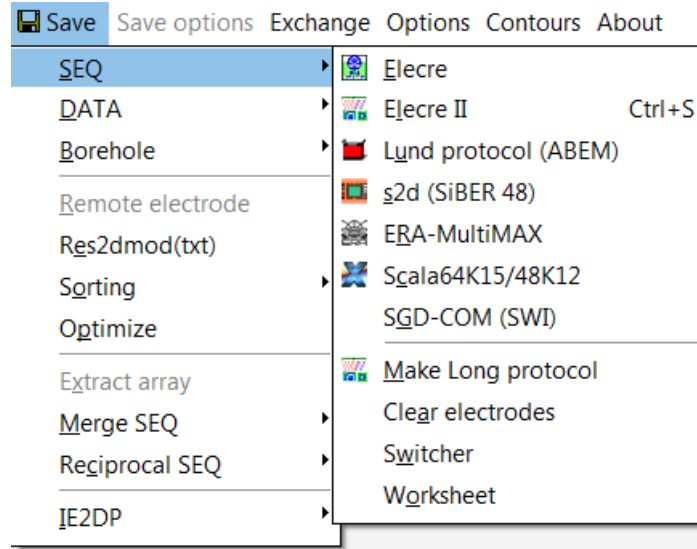 Save Save options Exchange Options Contours About
SEQ
DATA
Borehole
Remote electrode
Res2dmod(txt)
Sorting
Optimize
Extract array
Merge SEQ
Reciprocal SEQ
IE2DP
Elecre
Elecre II Ctrl+S
Lund protocol (ABEM)
s2d (SiBER 48)
ERA-MultiMAX
Scala64K15/48K12
SGD-COM (SWI)
Make Long protocol
Clear electrodes
Switcher
Worksheet